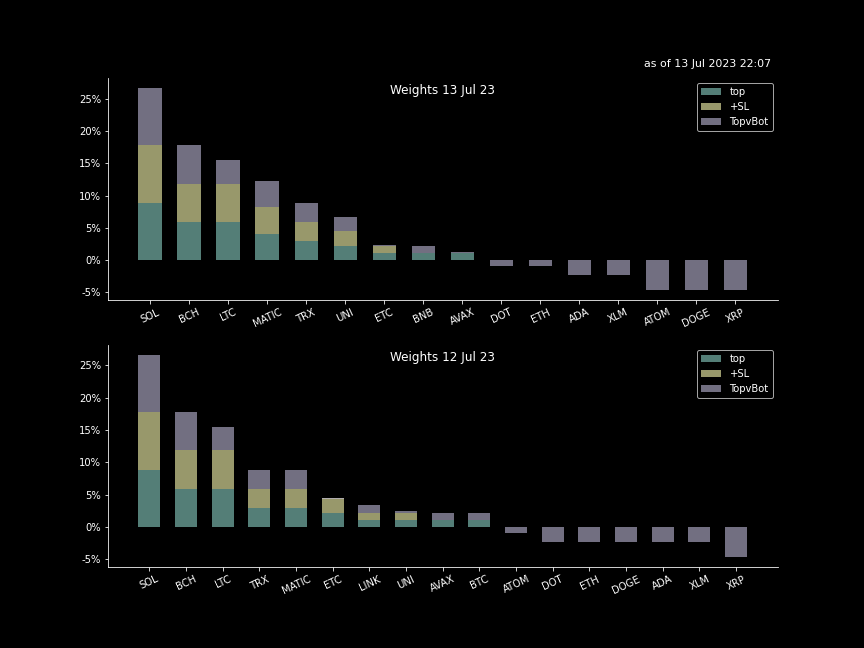 as of 13 Jul 2023 22:07
Weights 13 Jul 23
top
+SL
TopvBot
25%
20%
15%
10%
5%
0%
-5%
SOL BCH LTC MATIC TRX UNI ETC BNB AVAX DOT ETH ADA XLM ATOM DOGE XRP
Weights 12 Jul 23
top
+SL
TopvBot
25%
20%
15%
10%
5%
0%
-5%
SOL BCH LTC TRX MATIC ETC LINK UNI AVAX BTC ATOM DOT ETH DOGE ADA XLM XRP